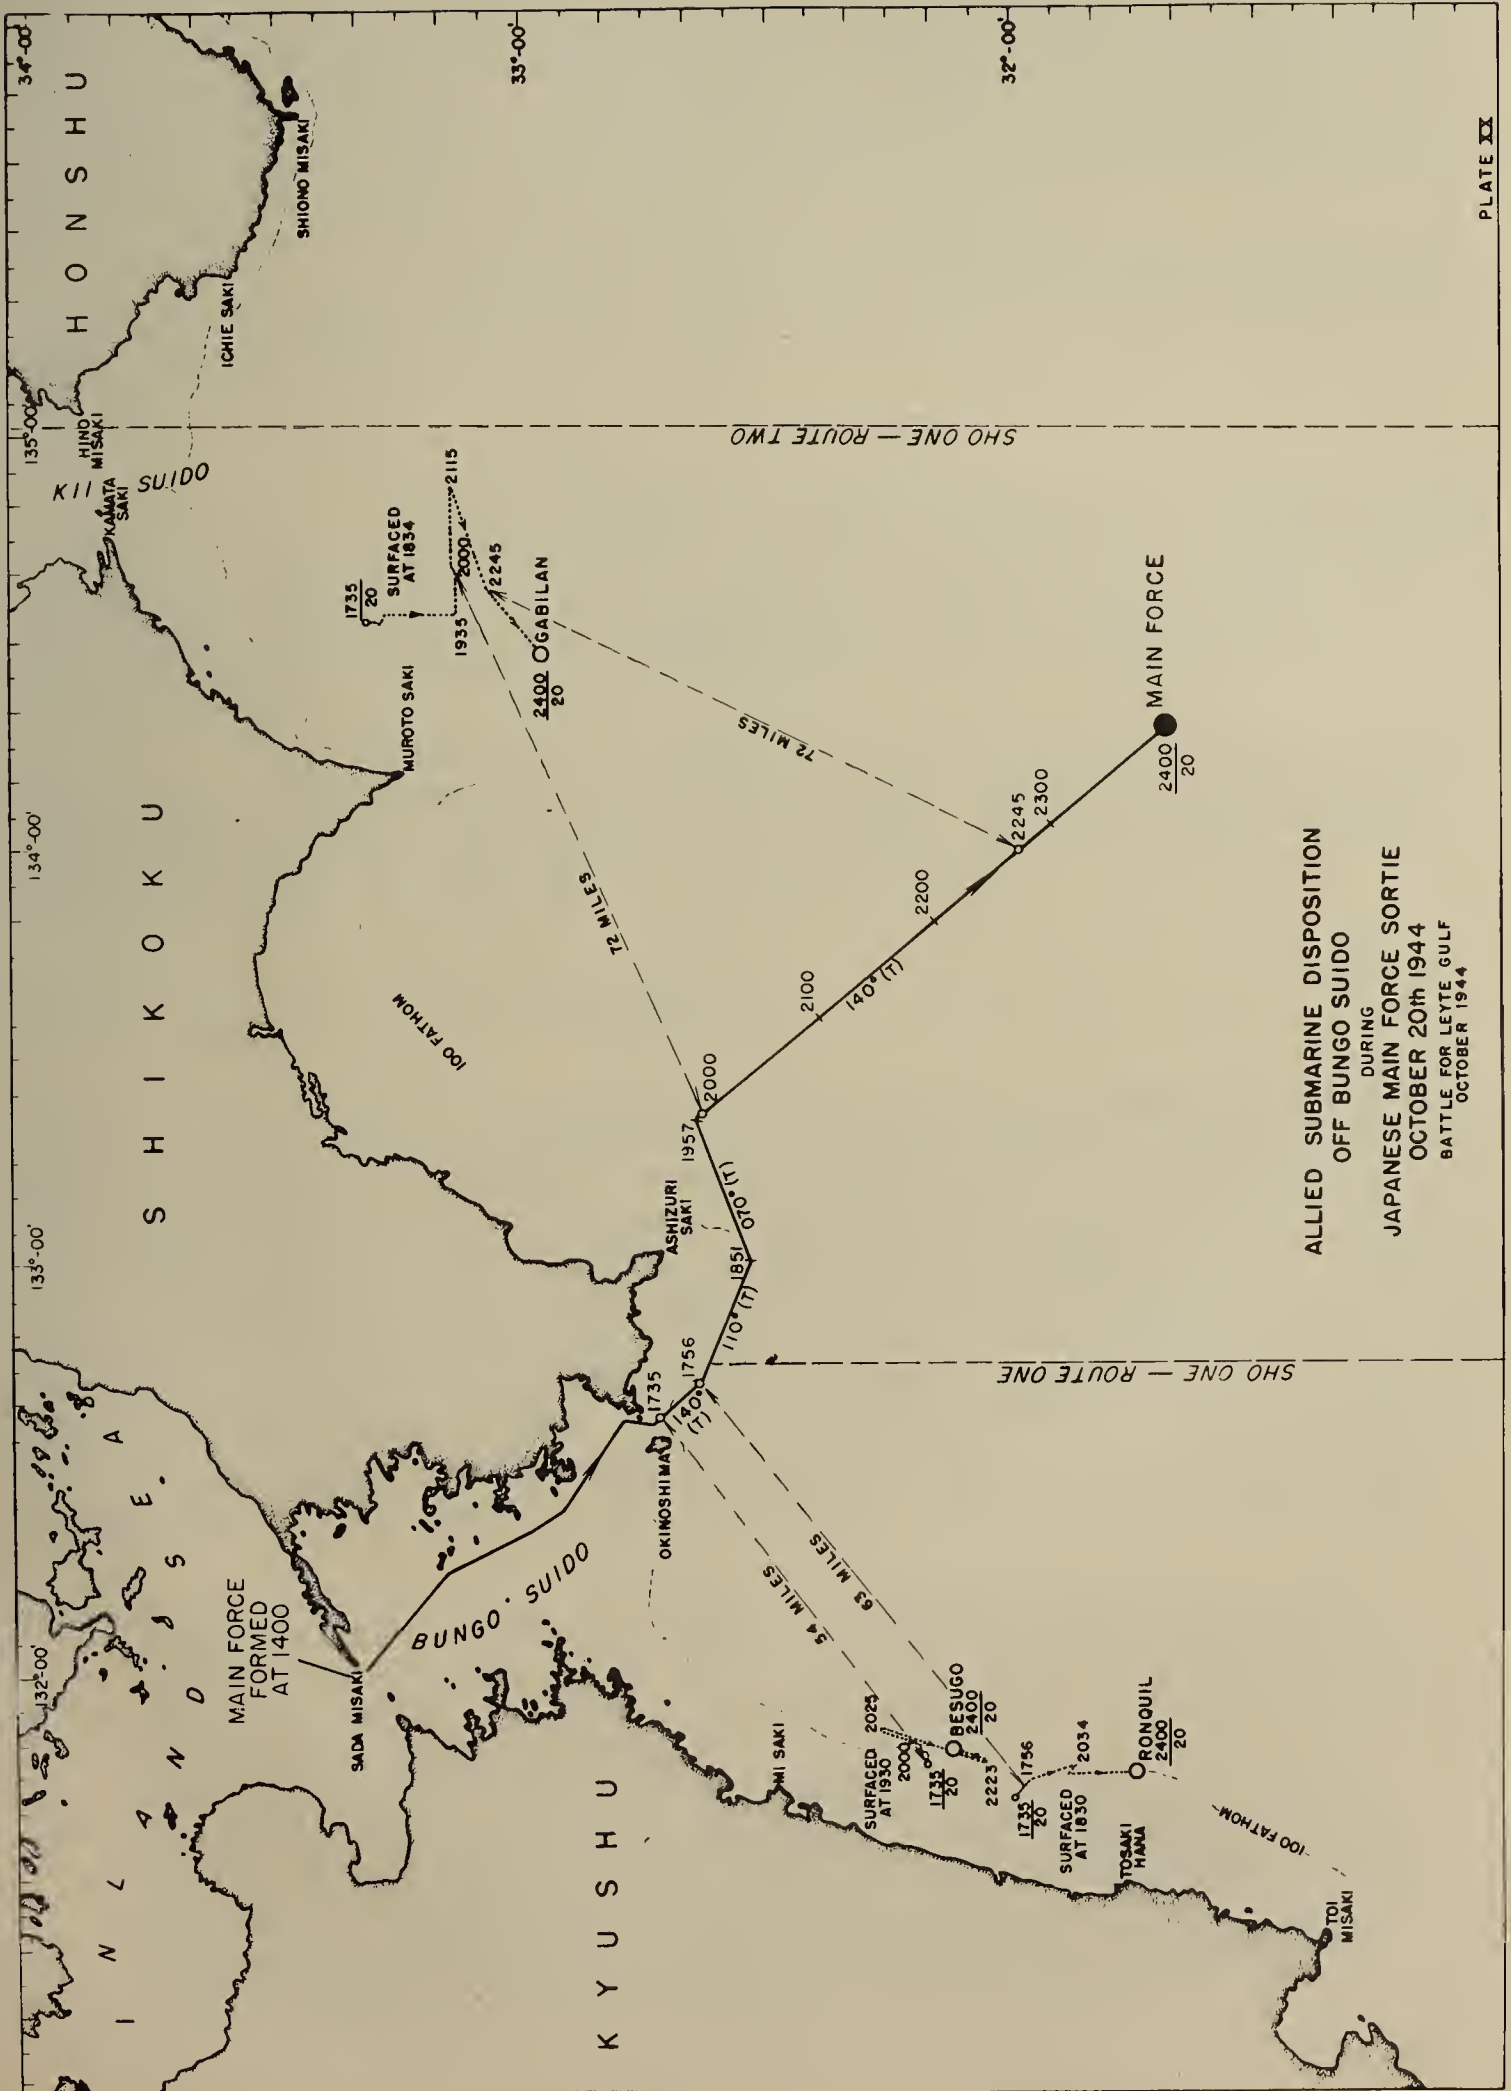 34°-00'
33°-00'
32°-00'
135°-00'
134°-00'
133°-00'
132°-00'
HONSHU
SHIONO MISAKI
ICHIE SAKI
HINO
MISAKI
KII SUIDO
KAMATA
SAKI
SHO ONE — ROUTE TWO
SHIKOKU
MUROTO SAKI
1735
20
SURFACED
AT 1834
1935
2000
2115
2245
2400
20
GABILAN
72 MILES
72 MILES
100 FATHOM
MAIN FORCE
2400
20
2300
2245
2200
140°(T)
2100
2000
1957
070°(T)
ASHIZURI
SAKI
1851
110°(T)
1756
140°
(T)
1735
OKINOSHIMA
SHO ONE — ROUTE ONE
INLAND SEA
MAIN FORCE
FORMED
AT 1400
SADA MISAKI
BUNGO SUIDO
54 MILES
63 MILES
KYUSHU
MI SAKI
SURFACED
AT 1930
2025
2000
1735
20
BESUGO
2400
20
2223
1756
1735
20
SURFACED
AT 1830
2034
RONQUIL
2400
20
TOSAKI
HANA
100 FATHOM
TOI
MISAKI
ALLIED SUBMARINE DISPOSITION
OFF BUNGO SUIDO
DURING
JAPANESE MAIN FORCE SORTIE
OCTOBER 20th 1944
BATTLE FOR LEYTE GULF
OCTOBER 1944
PLATE XX